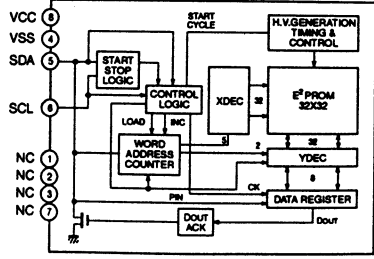 VCC 8
VSS 4
SDA 5
SCL 6
NC 1
NC 2
NC 3
NC 7
START
CYCLE
H.V.GENERATION
TIMING &
CONTROL
START
STOP
LOGIC
CONTROL
LOGIC
LOAD
INC
XDEC
32
E² PROM
32X32
5
WORD
ADDRESS
COUNTER
2
32
YDEC
8
CK
PIN
DATA REGISTER
DOUT
ACK
DOUT